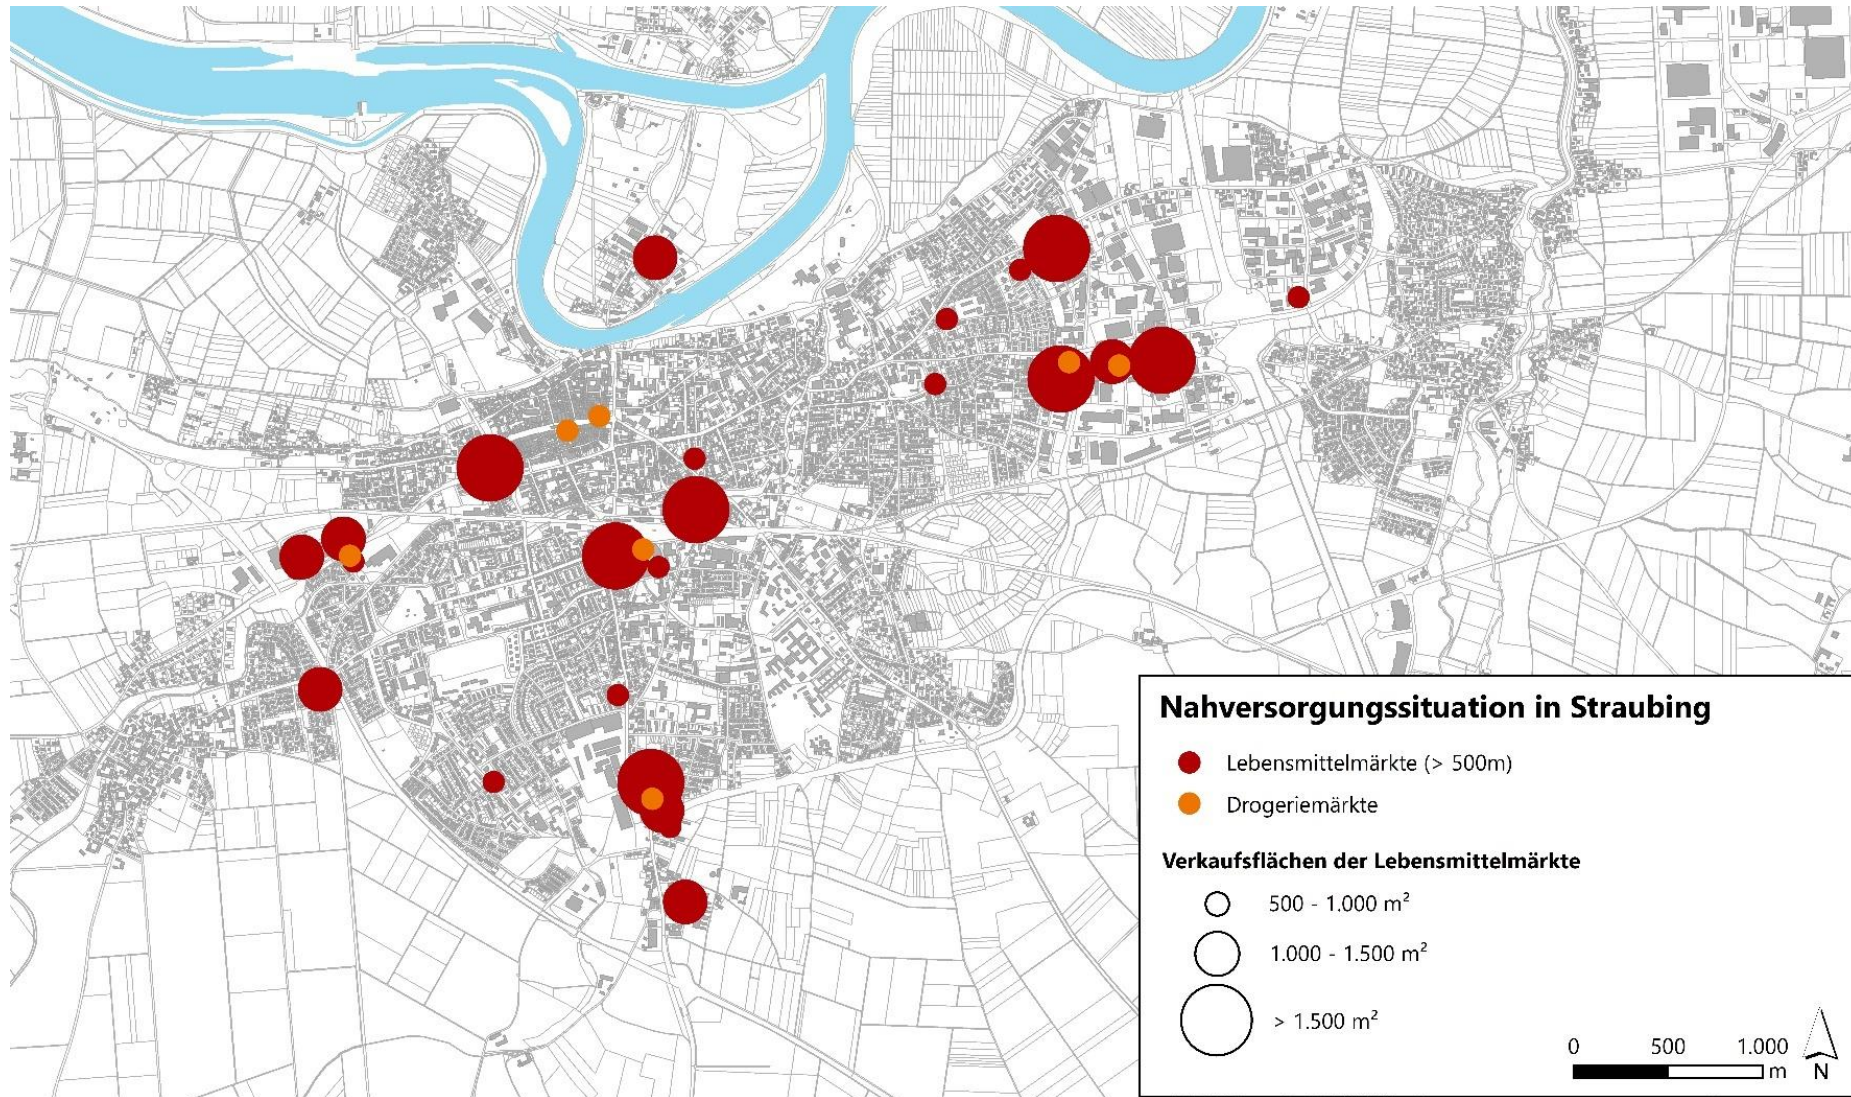 Nahversorgungssituation in Straubing
Lebensmittelmärkte (> 500m)
Drogeriemärkte
Verkaufsflächen der Lebensmittelmärkte
500 - 1.000 m²
1.000 - 1.500 m²
> 1.500 m²
0 500 1.000
m N